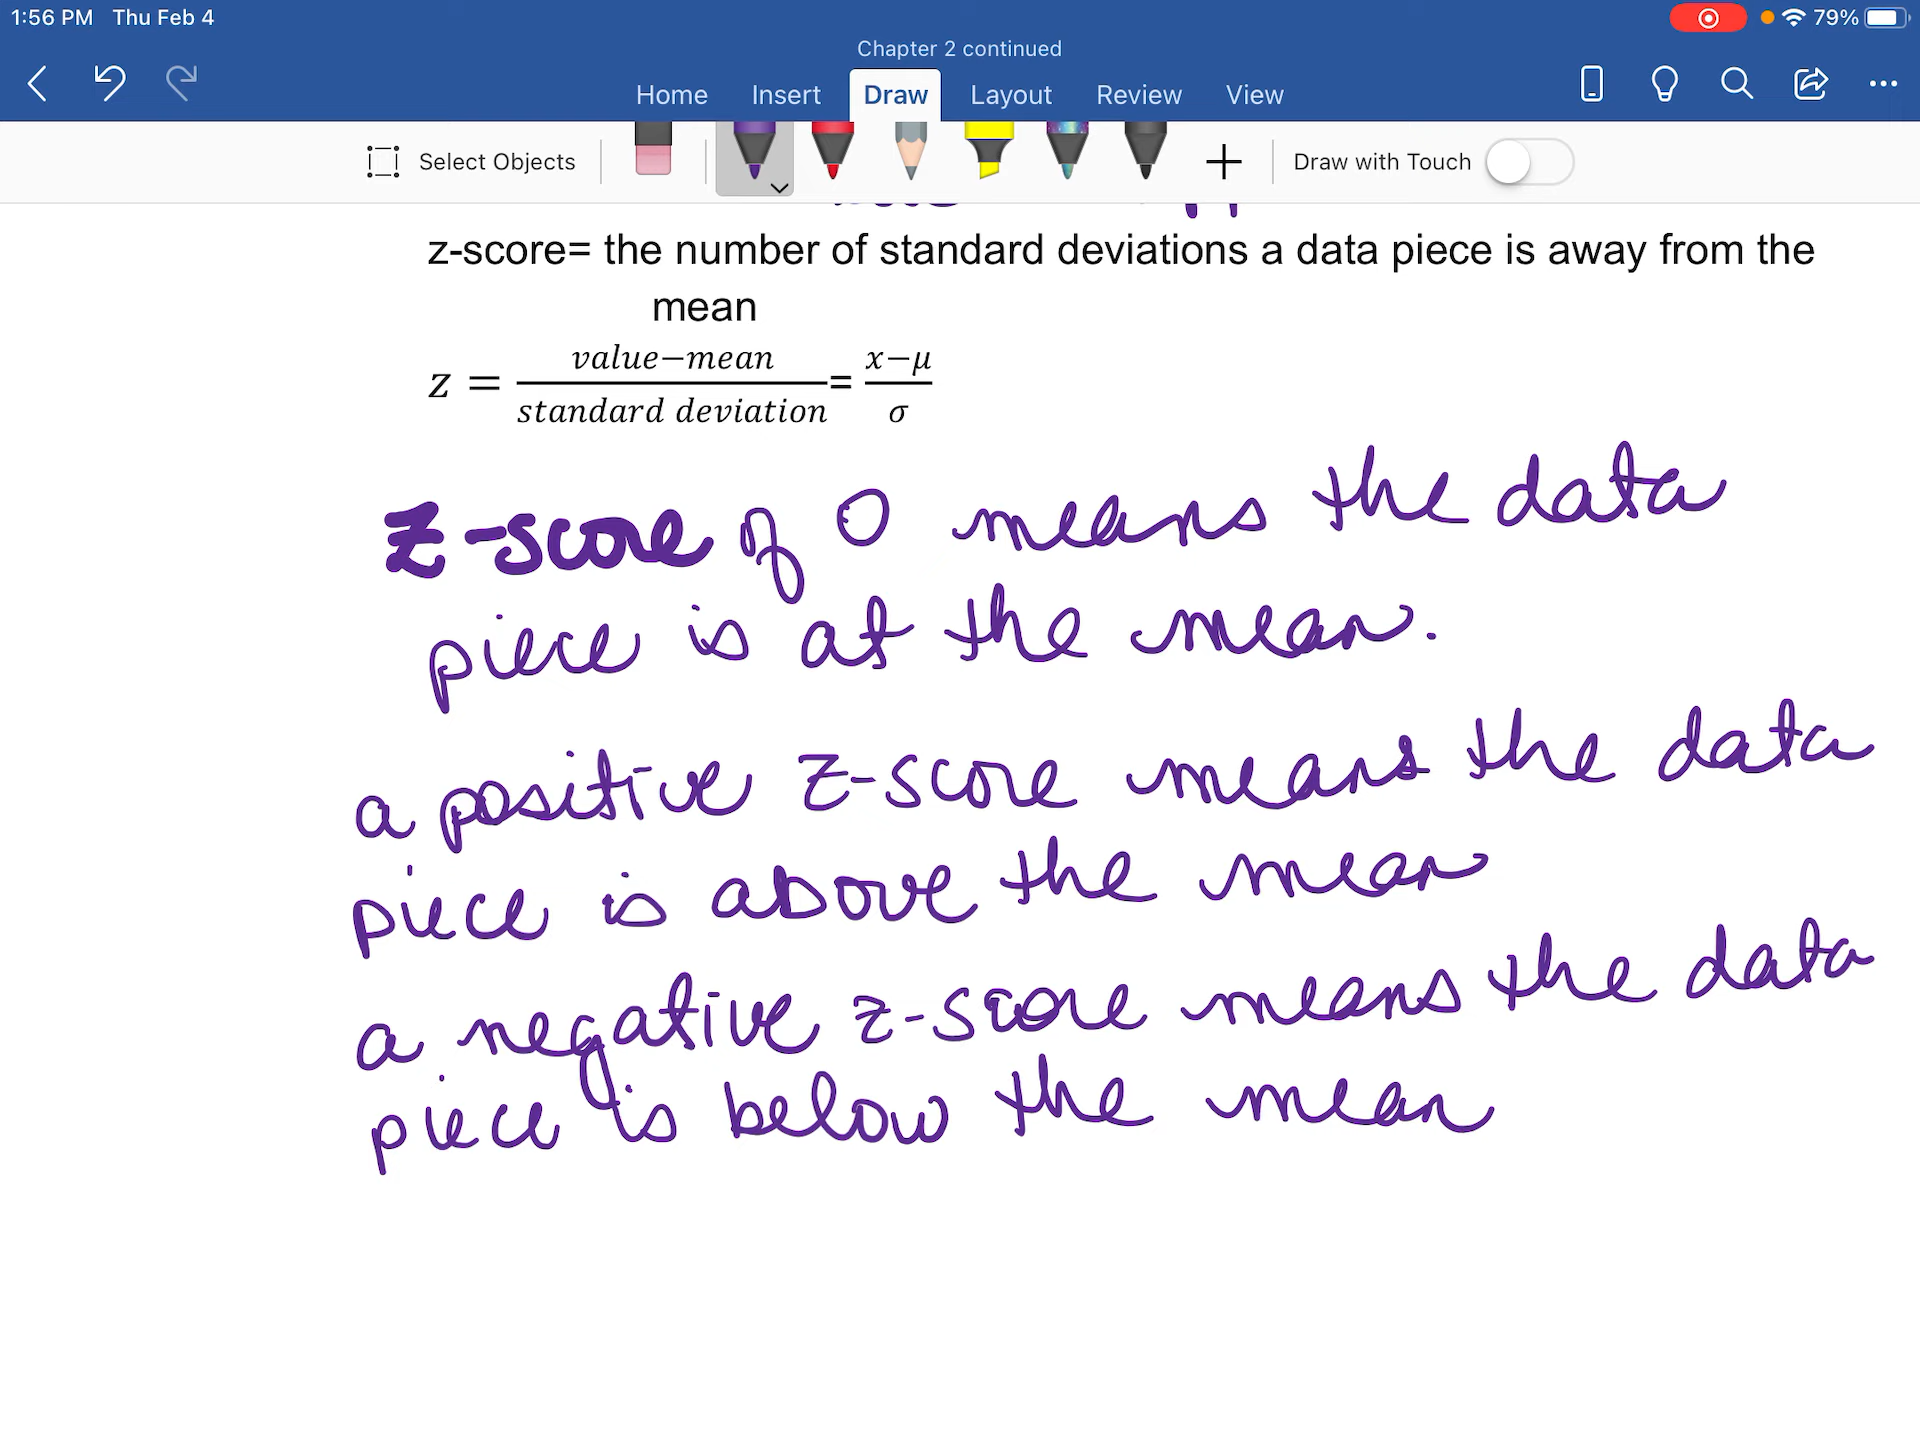 1:56 PM Thu Feb 4
79%
Chapter 2 continued
Home Insert Draw Layout Review View
Select Objects
Draw with Touch
z-score= the number of standard deviations a data piece is away from the
mean
z = value−mean / standard deviation = x−μ / σ
z-score of 0 means the data
piece is at the mean.
a positive z-score means the data
piece is above the mean
a negative z-score means the data
piece is below the mean